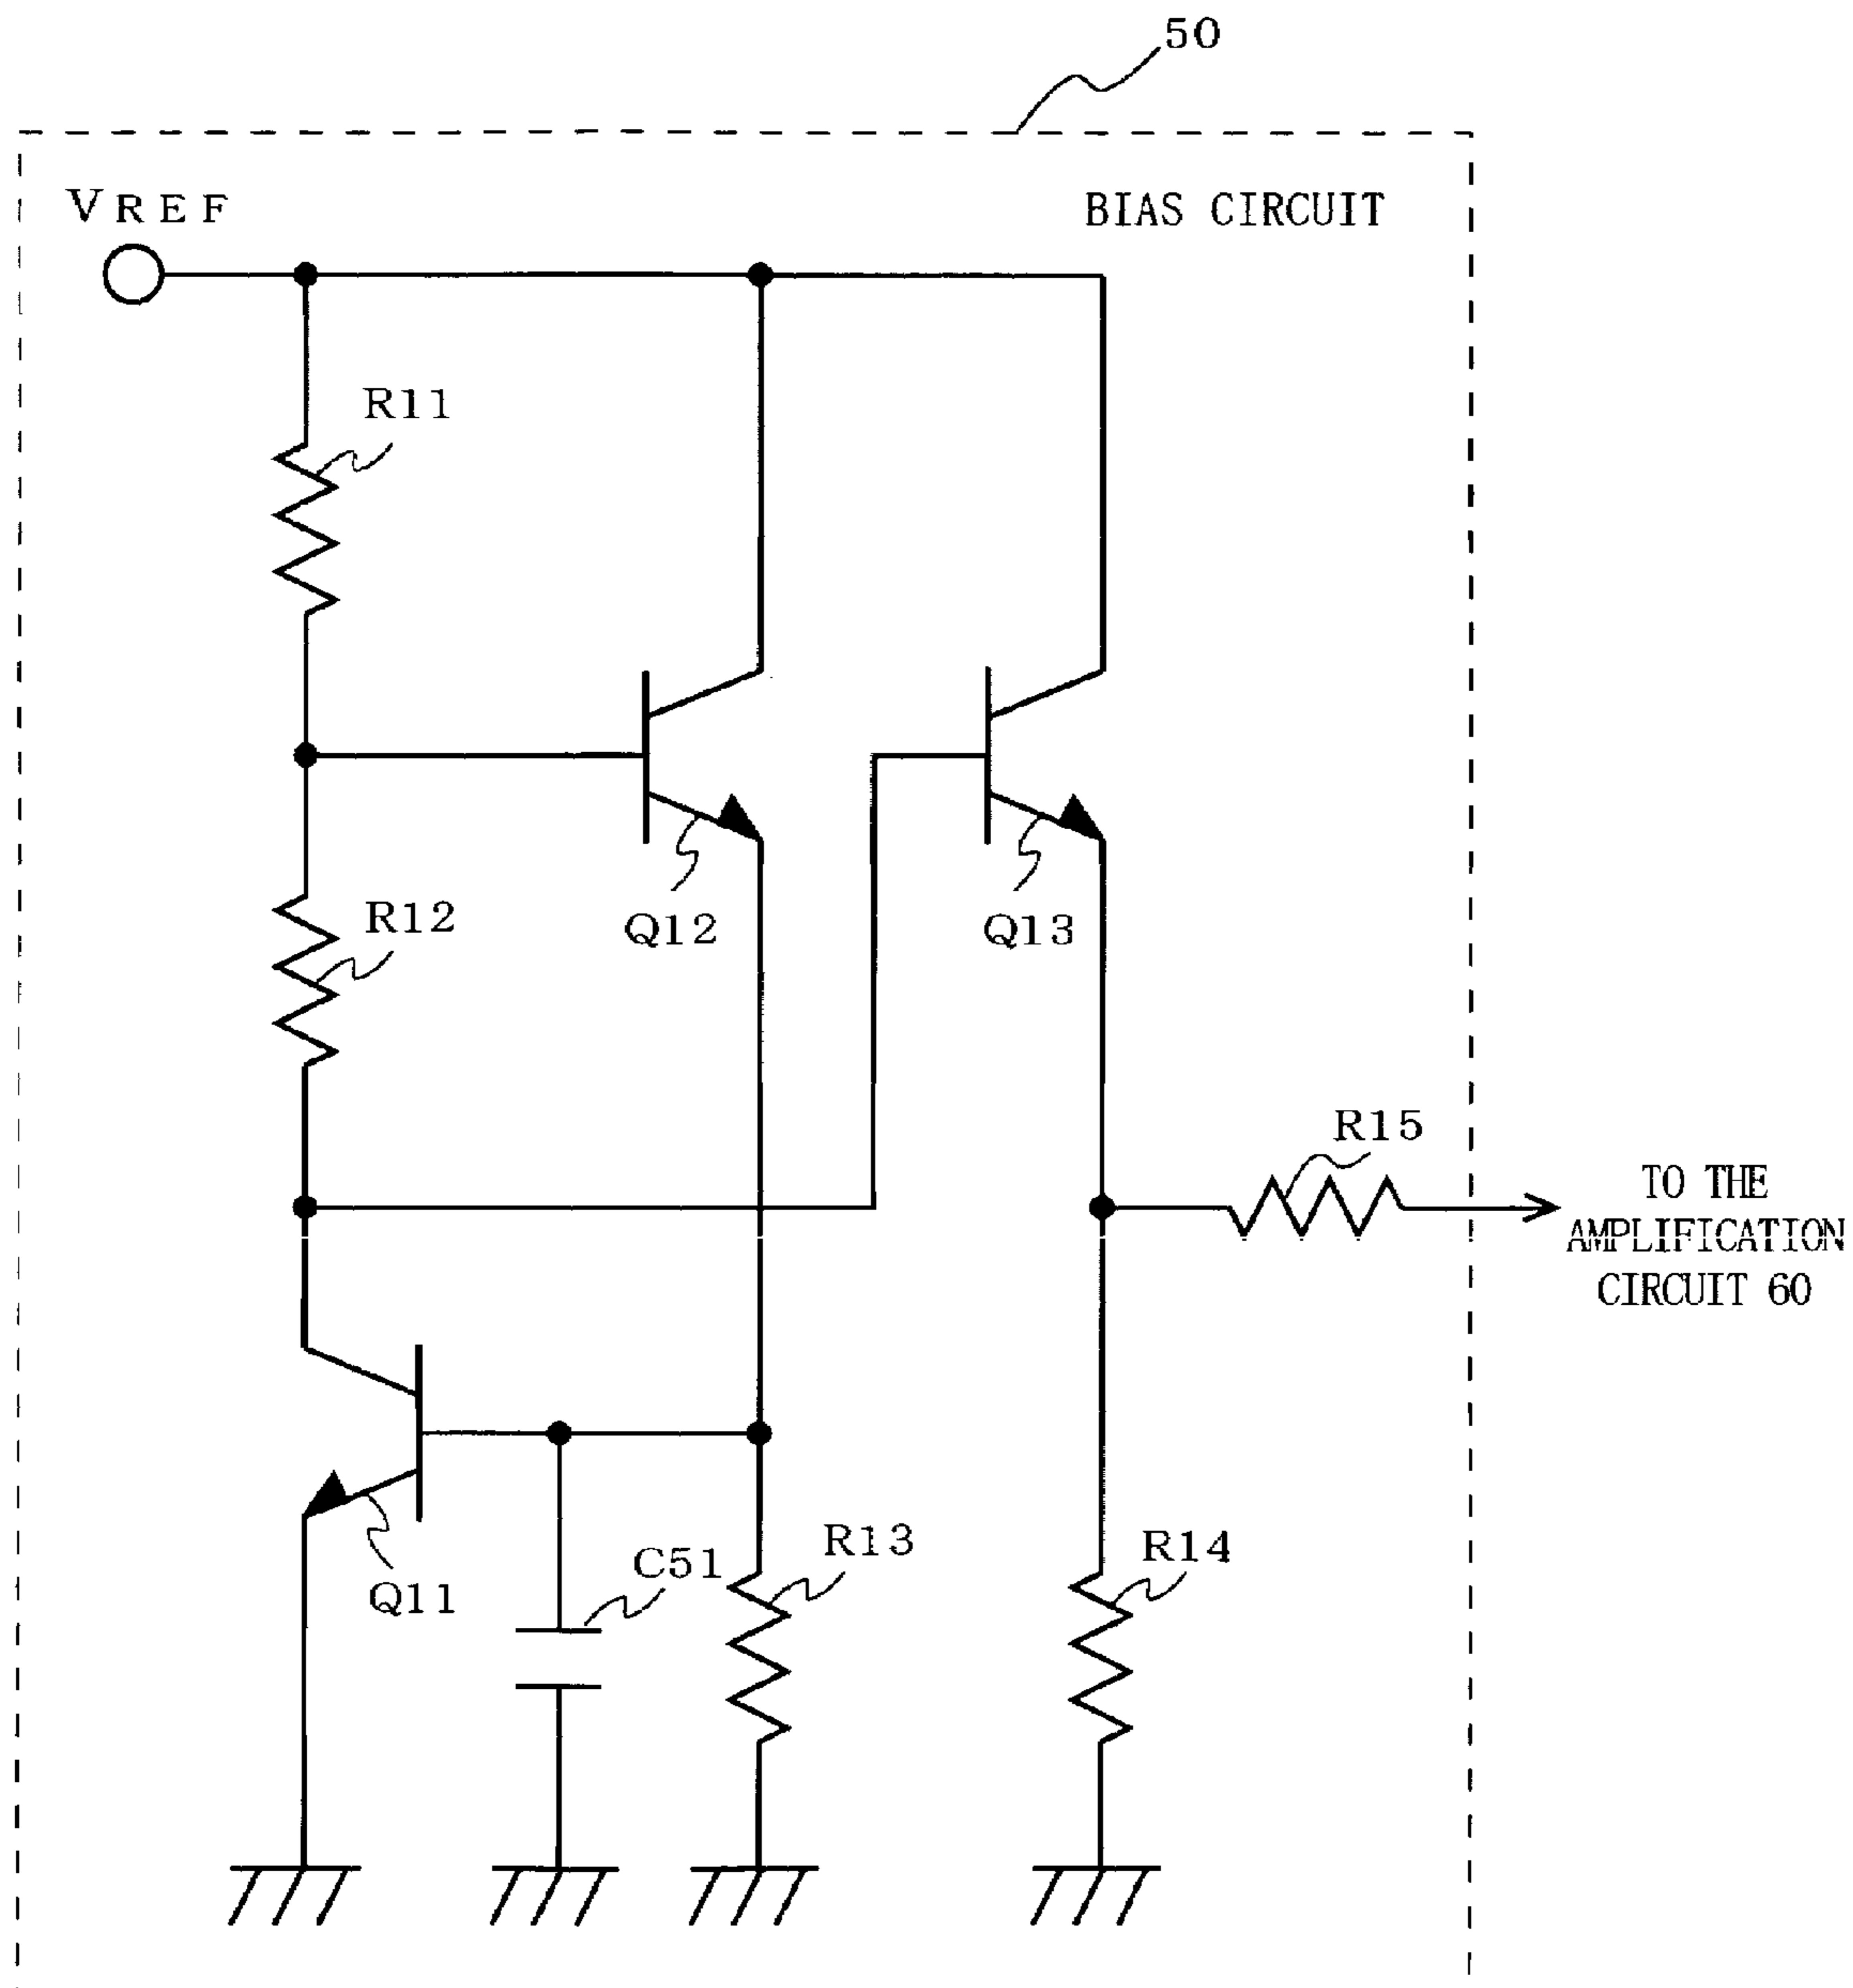 50
VREF
BIAS CIRCUIT
R11
R12
Q12
Q13
R15
TO THE
AMPLIFICATION
CIRCUIT 60
Q11
C51
R13
R14